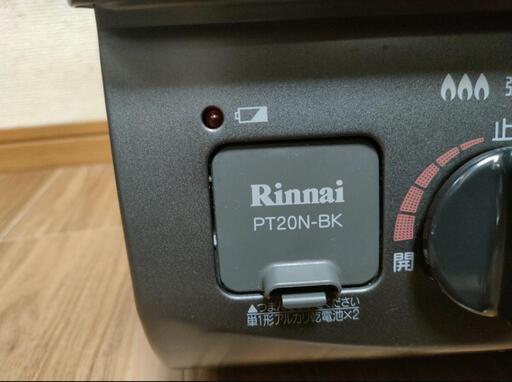 強
止
Rinnai
PT20N-BK
開
▲つまん
ください
単1形アルカリ乾電池×2